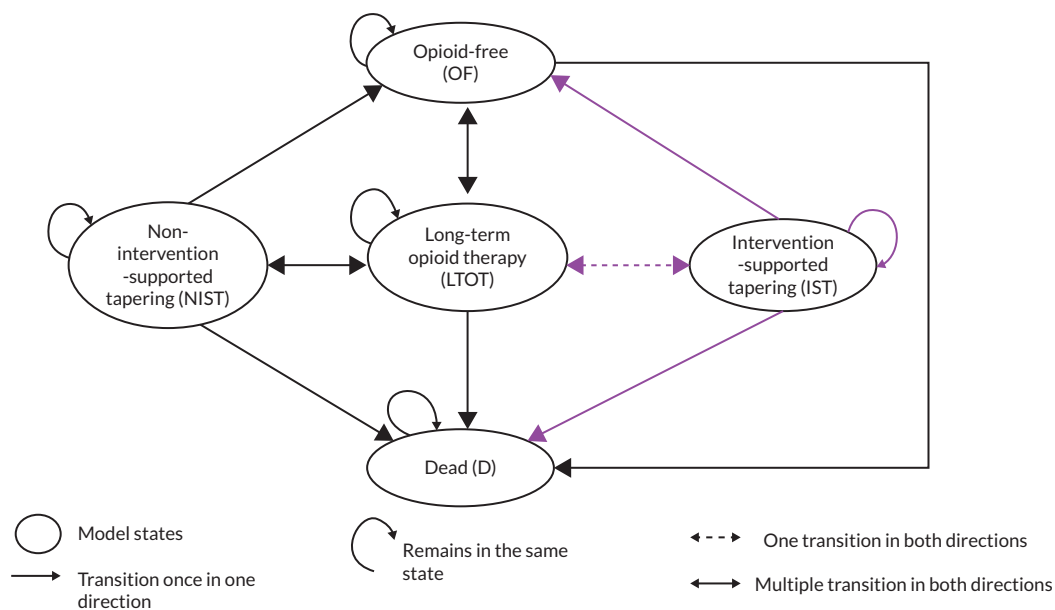 Opioid-free
(OF)
Non-
intervention
-supported
tapering (NIST)
Long-term
opioid therapy
(LTOT)
Intervention
-supported
tapering (IST)
Dead (D)
Model states
Transition once in one
direction
Remains in the same
state
One transition in both directions
Multiple transition in both directions